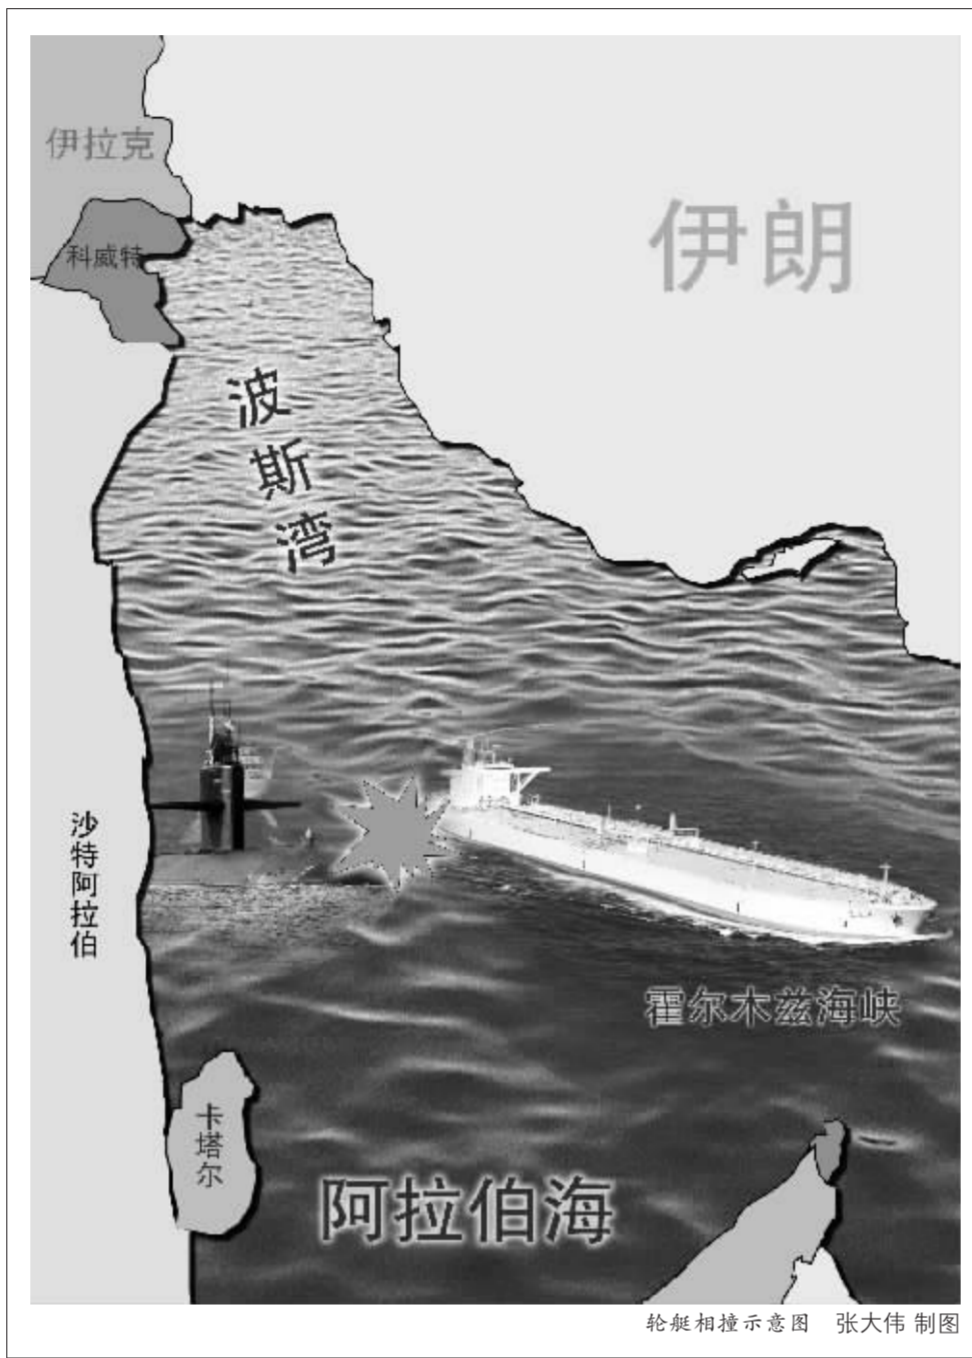 伊拉克
伊朗
科威特
波斯湾
沙特阿拉伯
霍尔木兹海峡
卡塔尔
阿拉伯海
轮艇相撞示意图 张大伟 制图